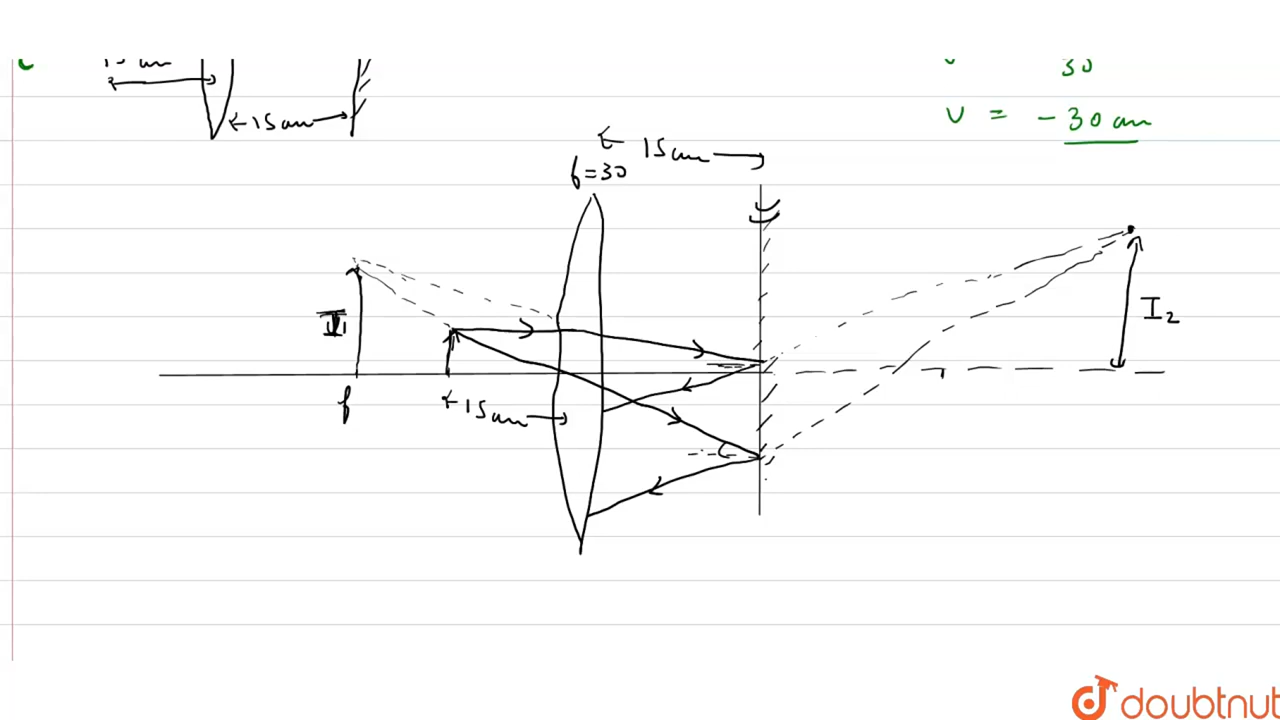 15 cm
30
← 15 cm →
v = - 30 cm
← 15 cm →
f = 30
I₁
I₂
f
← 15 cm →
doubtnut